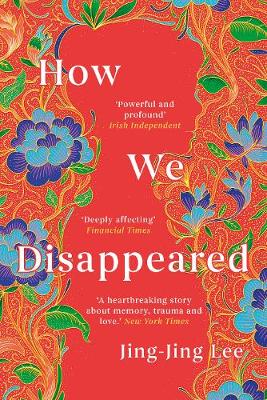 How
‘Powerful and
profound’
Irish Independent
We
‘Deeply affecting’
Financial Times
Disappeared
‘A heartbreaking story
about memory, trauma and
love.’ New York Times
Jing-Jing Lee